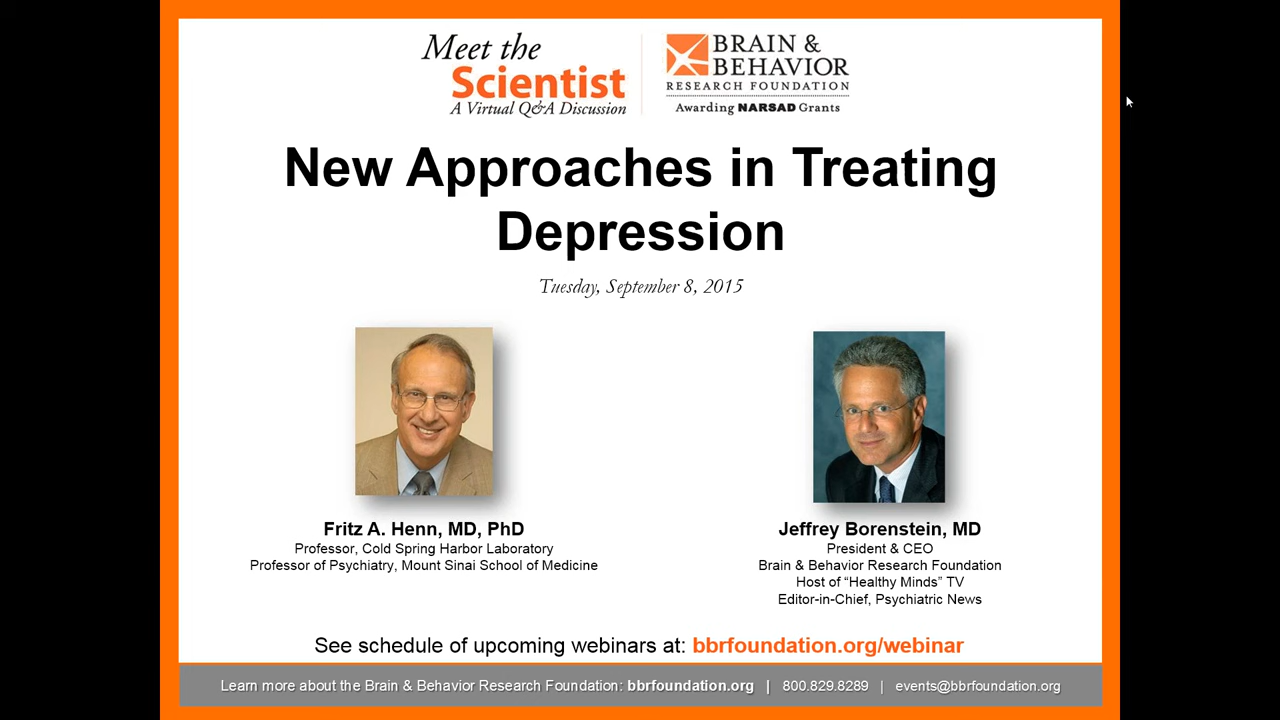 Meet the
Scientist
A Virtual Q&A Discussion
BRAIN &
BEHAVIOR
RESEARCH FOUNDATION
Awarding NARSAD Grants
New Approaches in Treating
Depression
Tuesday, September 8, 2015
Fritz A. Henn, MD, PhD
Professor, Cold Spring Harbor Laboratory
Professor of Psychiatry, Mount Sinai School of Medicine
Jeffrey Borenstein, MD
President & CEO
Brain & Behavior Research Foundation
Host of “Healthy Minds” TV
Editor-in-Chief, Psychiatric News
See schedule of upcoming webinars at: bbrfoundation.org/webinar
Learn more about the Brain & Behavior Research Foundation: bbrfoundation.org | 800.829.8289 | events@bbrfoundation.org